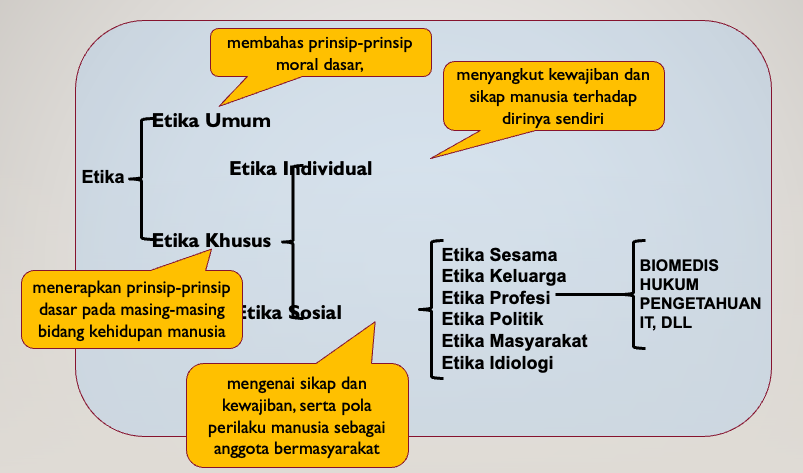 membahas prinsip-prinsip
moral dasar,
menyangkut kewajiban dan
sikap manusia terhadap
dirinya sendiri
Etika Umum
Etika Individual
Etika
Etika Khusus
menerapkan prinsip-prinsip
dasar pada masing-masing
bidang kehidupan manusia
Etika Sosial
mengenai sikap dan
kewajiban, serta pola
perilaku manusia sebagai
anggota bermasyarakat
Etika Sesama
Etika Keluarga
Etika Profesi
Etika Politik
Etika Masyarakat
Etika Idiologi
BIOMEDIS
HUKUM
PENGETAHUAN
IT, DLL